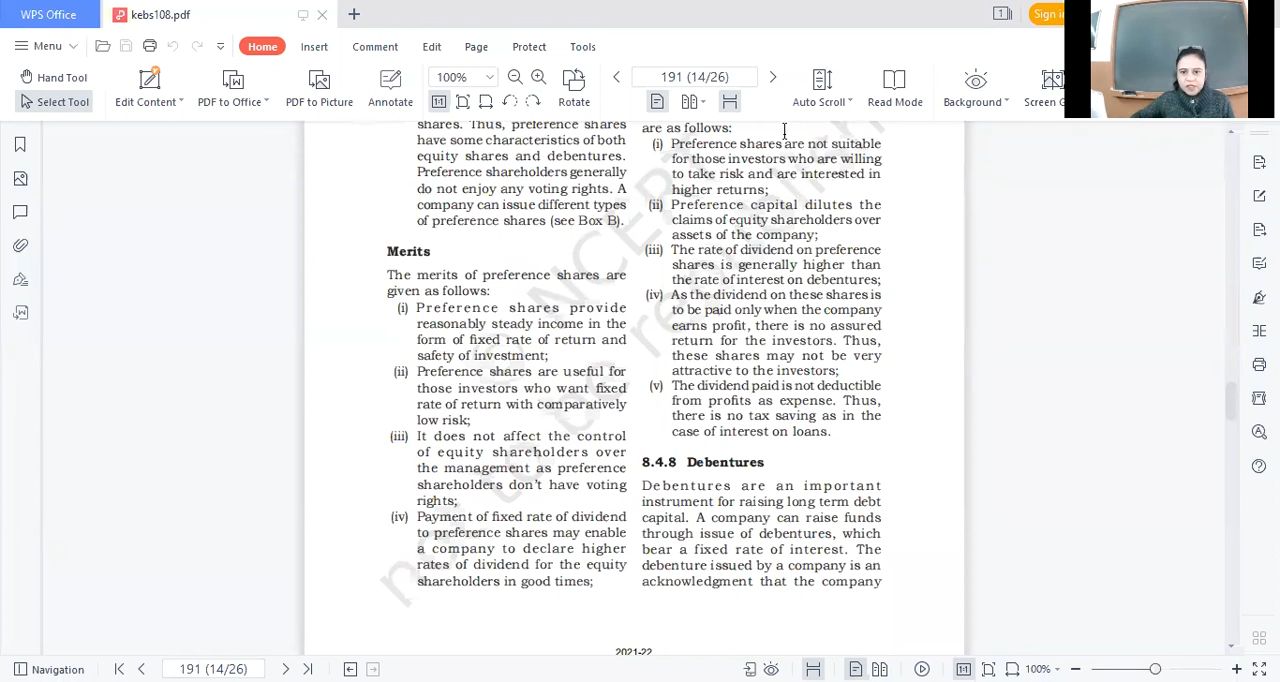 WPS Office
kebs108.pdf
1
Sign in
Menu
Home
Insert
Comment
Edit
Page
Protect
Tools
Hand Tool
Select Tool
Edit Content
PDF to Office
PDF to Picture
Annotate
100%
191 (14/26)
Rotate
Auto Scroll
Read Mode
Background
Screen G
shares. Thus, preference shares
have some characteristics of both
equity shares and debentures.
Preference shareholders generally
do not enjoy any voting rights. A
company can issue different types
of preference shares (see Box B).
Merits
The merits of preference shares are
given as follows:
(i) Preference shares provide
reasonably steady income in the
form of fixed rate of return and
safety of investment;
(ii) Preference shares are useful for
those investors who want fixed
rate of return with comparatively
low risk;
(iii) It does not affect the control
of equity shareholders over
the management as preference
shareholders don't have voting
rights;
(iv) Payment of fixed rate of dividend
to preference shares may enable
a company to declare higher
rates of dividend for the equity
shareholders in good times;
are as follows:
(i) Preference shares are not suitable
for those investors who are willing
to take risk and are interested in
higher returns;
(ii) Preference capital dilutes the
claims of equity shareholders over
assets of the company;
(iii) The rate of dividend on preference
shares is generally higher than
the rate of interest on debentures;
(iv) As the dividend on these shares is
to be paid only when the company
earns profit, there is no assured
return for the investors. Thus,
these shares may not be very
attractive to the investors;
(v) The dividend paid is not deductible
from profits as expense. Thus,
there is no tax saving as in the
case of interest on loans.
8.4.8 Debentures
Debentures are an important
instrument for raising long term debt
capital. A company can raise funds
through issue of debentures, which
bear a fixed rate of interest. The
debenture issued by a company is an
acknowledgment that the company
© NCERT
not to be republish
2021-22
Navigation
191 (14/26)
1:1
100%